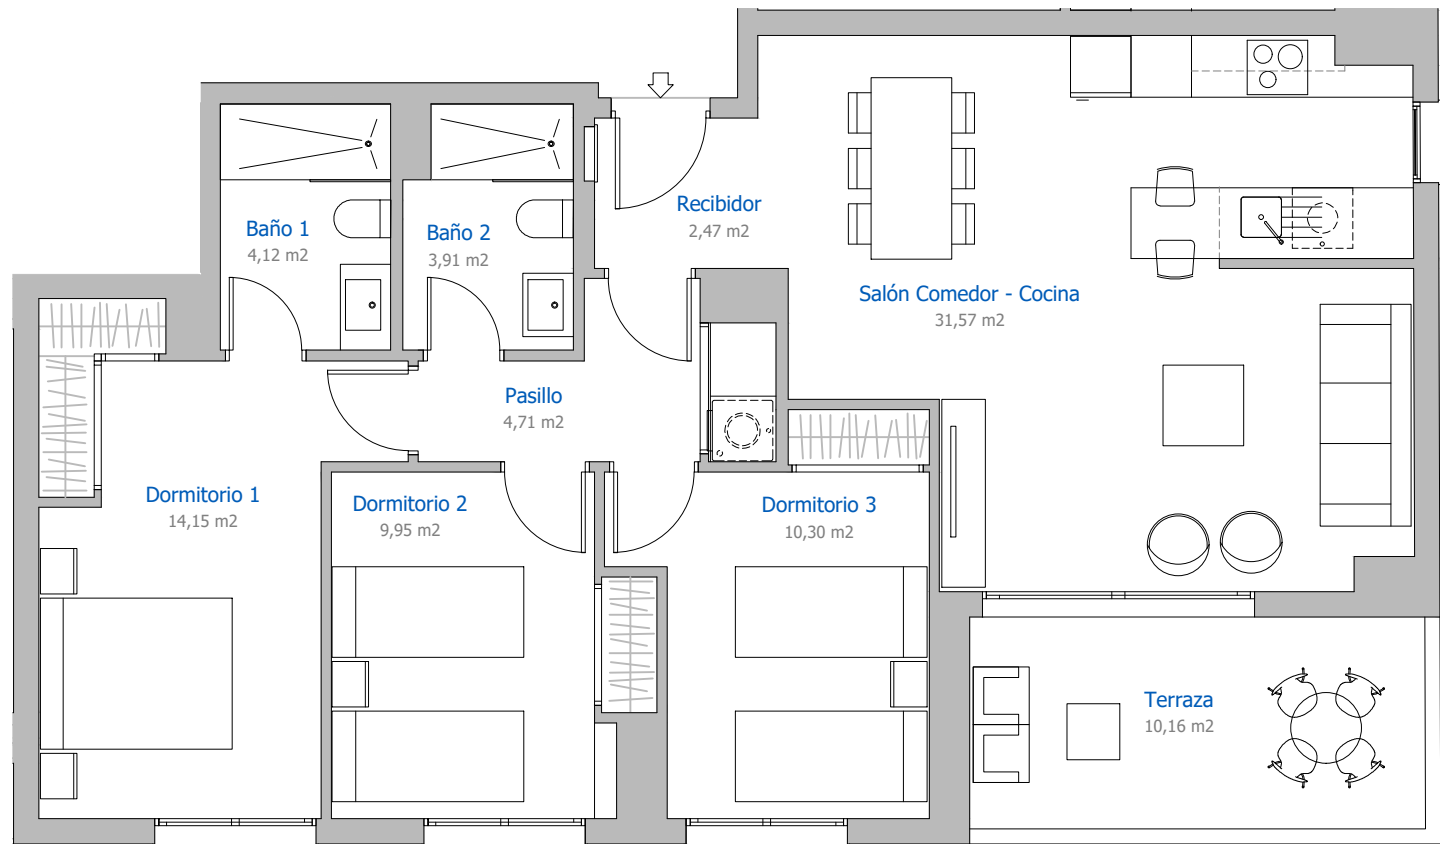 Recibidor
2,47 m2
Baño 1
4,12 m2
Baño 2
3,91 m2
Salón Comedor - Cocina
31,57 m2
Pasillo
4,71 m2
Dormitorio 1
14,15 m2
Dormitorio 2
9,95 m2
Dormitorio 3
10,30 m2
Terraza
10,16 m2